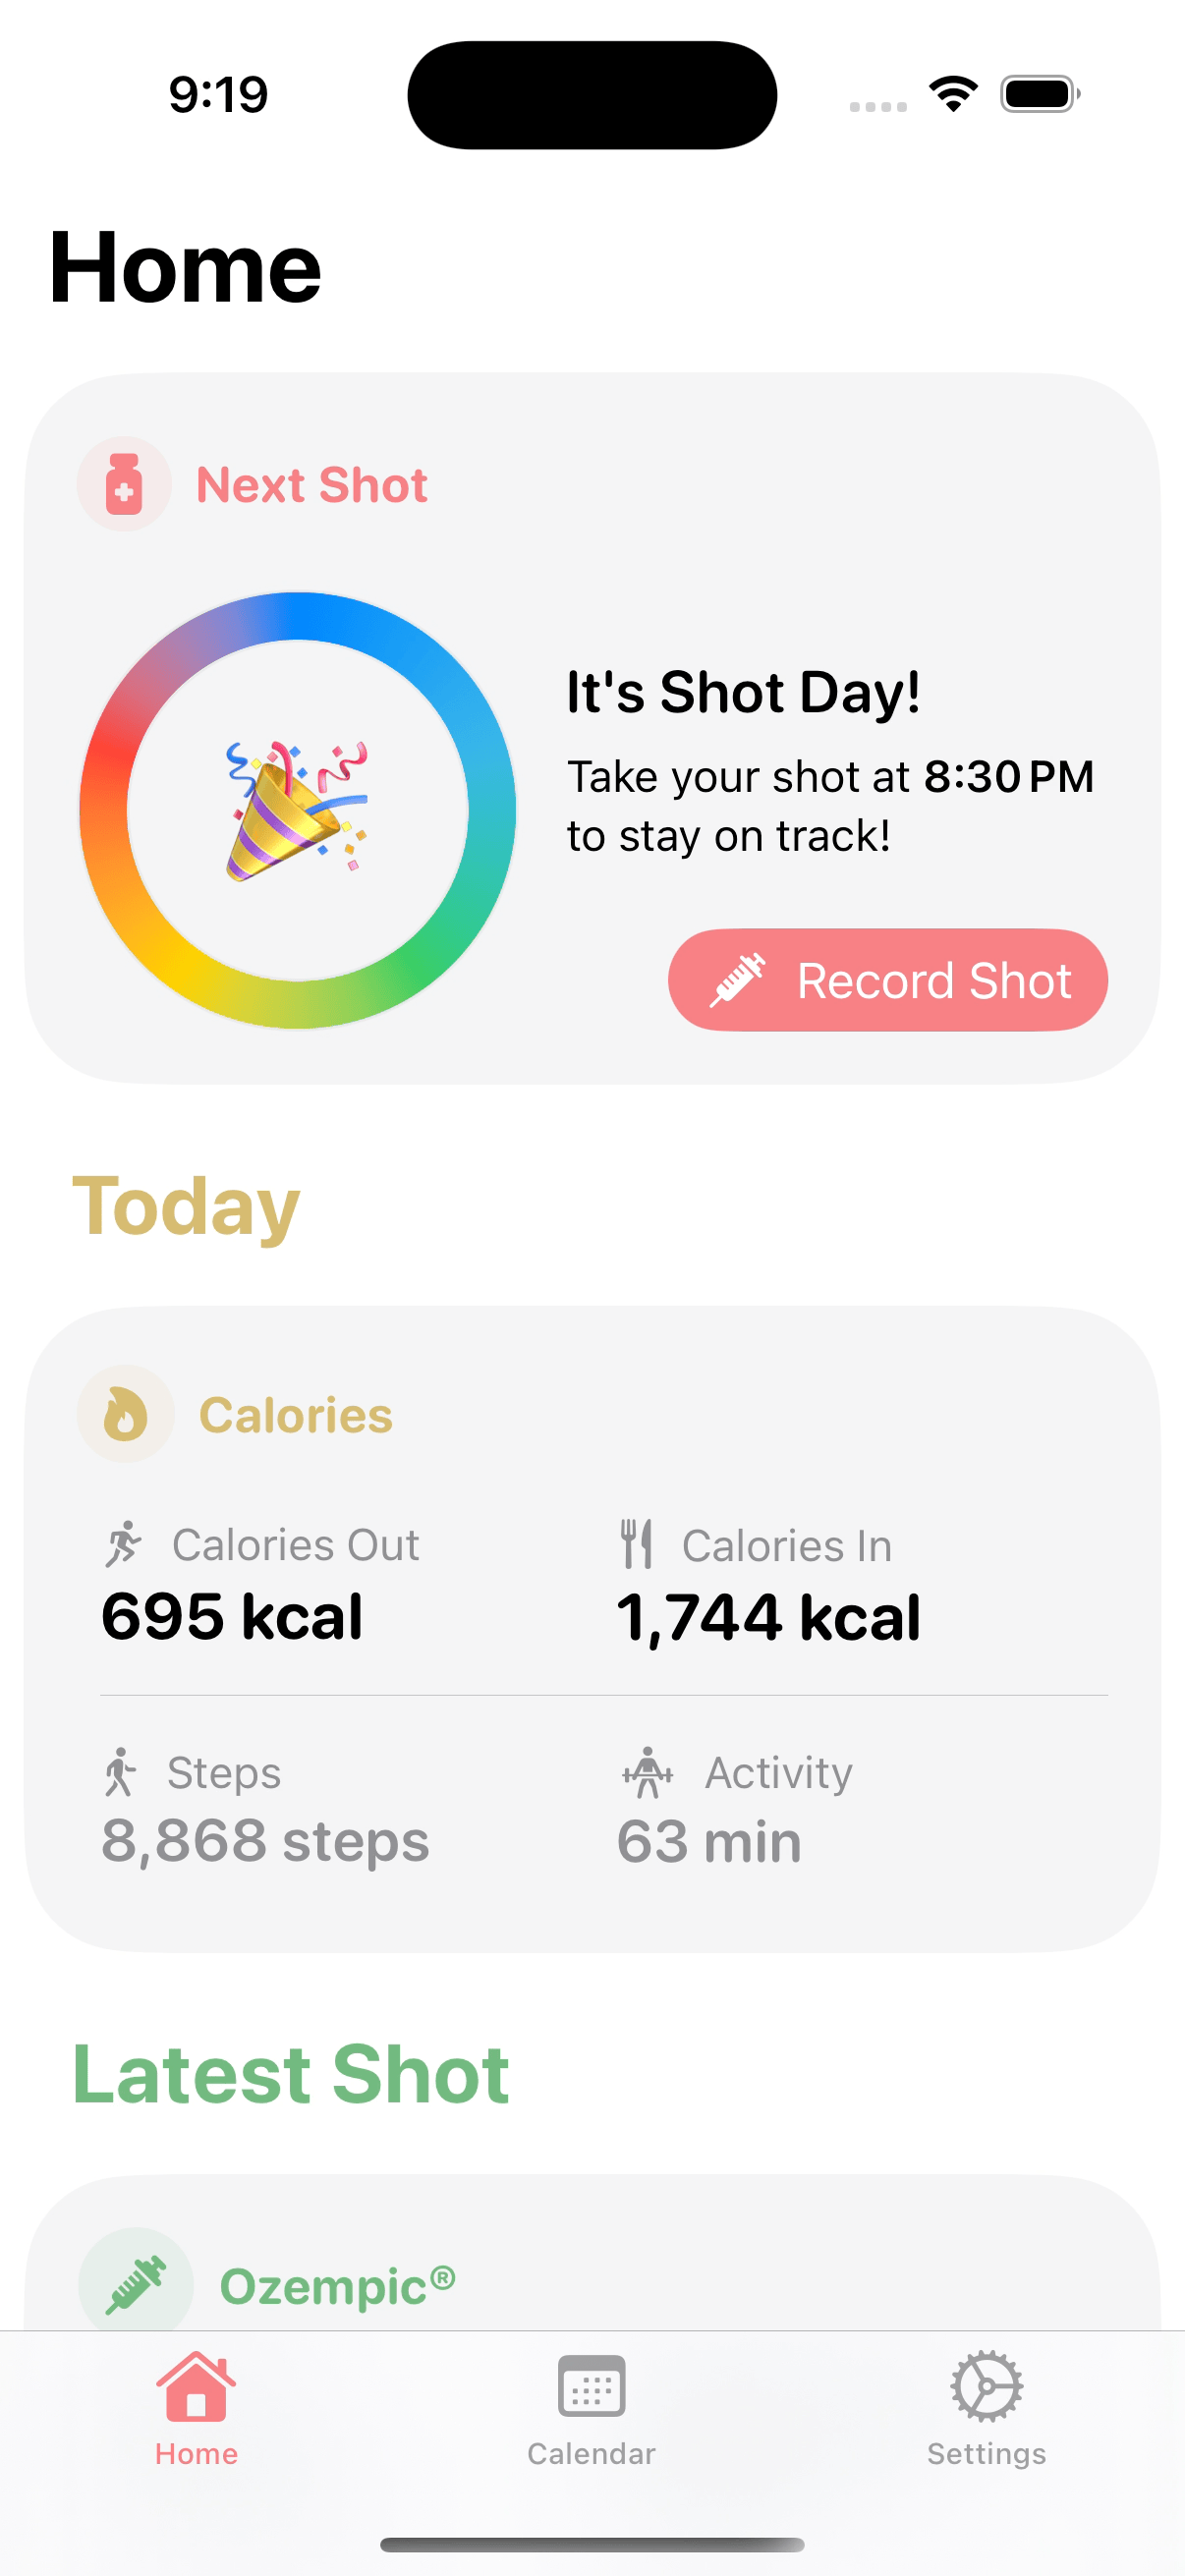 9:19
Home
Next Shot
It's Shot Day!
Take your shot at 8:30 PM
to stay on track!
Record Shot
Today
Calories
Calories Out
695 kcal
Calories In
1,744 kcal
Steps
8,868 steps
Activity
63 min
Latest Shot
Ozempic®
Home
Calendar
Settings